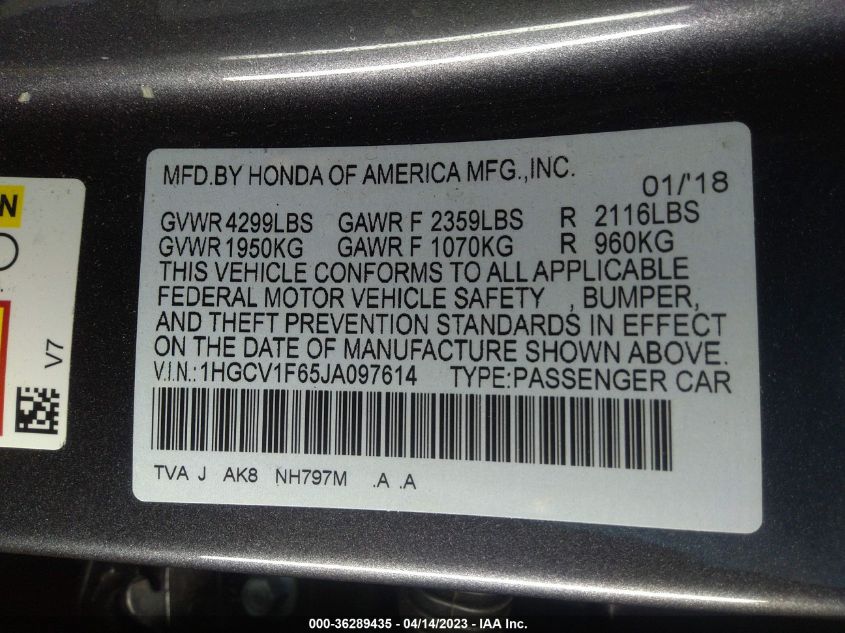 MFD.BY HONDA OF AMERICA MFG.,INC.
01/'18
GVWR 4299LBS GAWR F 2359LBS R 2116LBS
GVWR 1950KG GAWR F 1070KG R 960KG
THIS VEHICLE CONFORMS TO ALL APPLICABLE
FEDERAL MOTOR VEHICLE SAFETY , BUMPER,
AND THEFT PREVENTION STANDARDS IN EFFECT
ON THE DATE OF MANUFACTURE SHOWN ABOVE.
V.I.N.:1HGCV1F65JA097614 TYPE:PASSENGER CAR
TVA J AK8 NH797M .A .A
V7
000-36289435 - 04/14/2023 - IAA Inc.